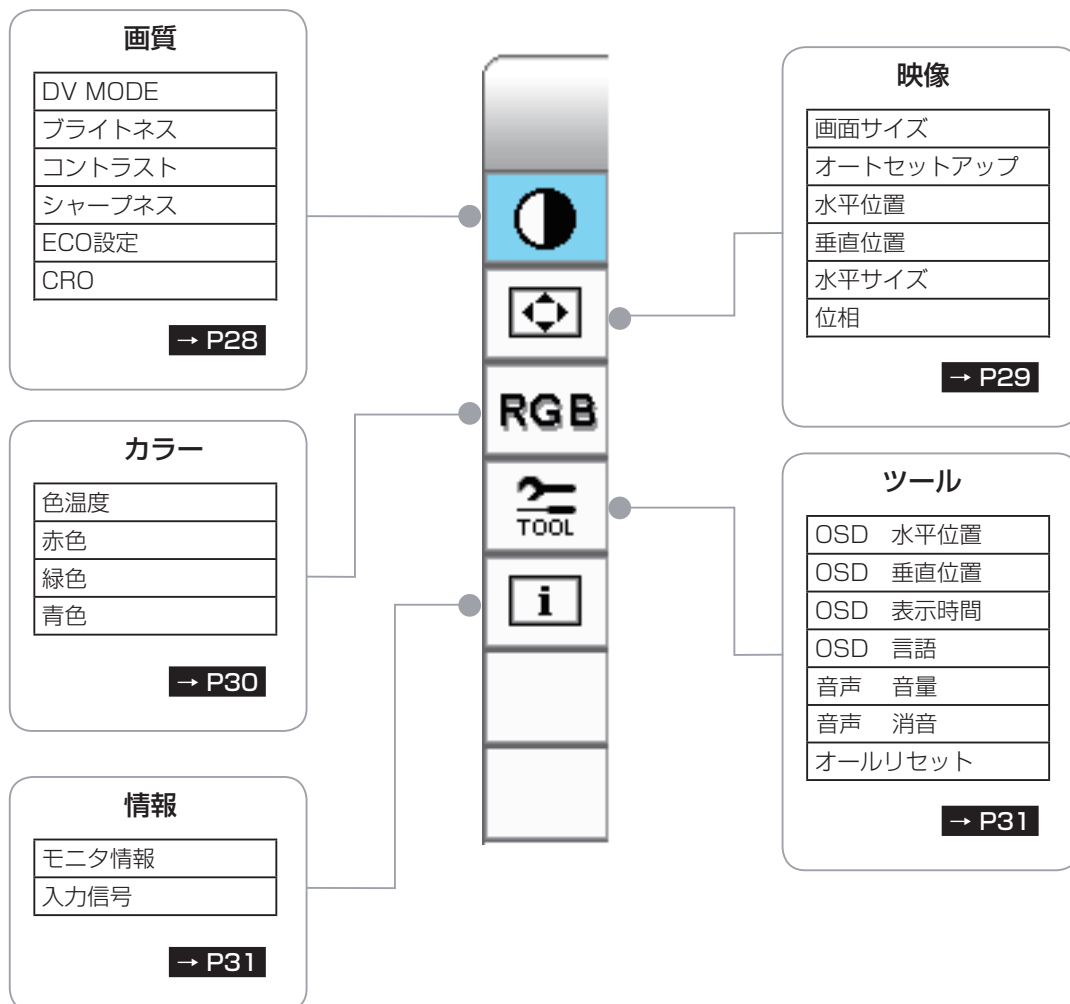 画質
DV MODE
ブライトネス
コントラスト
シャープネス
ECO設定
CRO
→ P28
カラー
色温度
赤色
緑色
青色
→ P30
情報
モニタ情報
入力信号
→ P31
RGB
TOOL
i
映像
画面サイズ
オートセットアップ
水平位置
垂直位置
水平サイズ
位相
→ P29
ツール
OSD 水平位置
OSD 垂直位置
OSD 表示時間
OSD 言語
音声 音量
音声 消音
オールリセット
→ P31